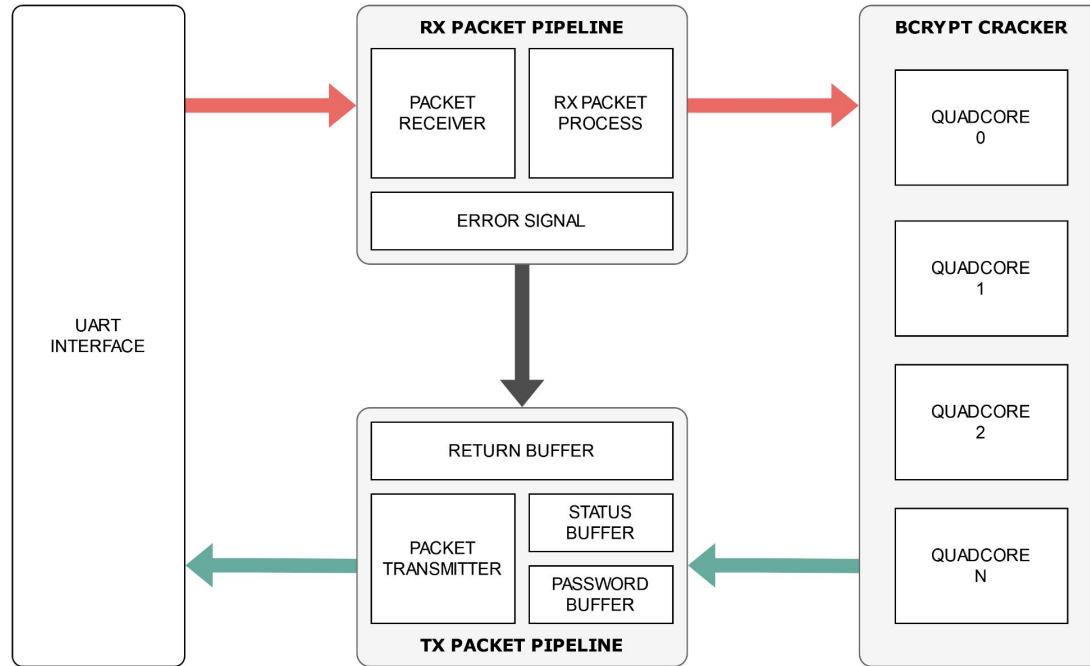 UART
INTERFACE
RX PACKET PIPELINE
PACKET
RECEIVER
RX PACKET
PROCESS
ERROR SIGNAL
RETURN BUFFER
PACKET
TRANSMITTER
STATUS
BUFFER
PASSWORD
BUFFER
TX PACKET PIPELINE
BCRYPT CRACKER
QUADCORE
0
QUADCORE
1
QUADCORE
2
QUADCORE
N